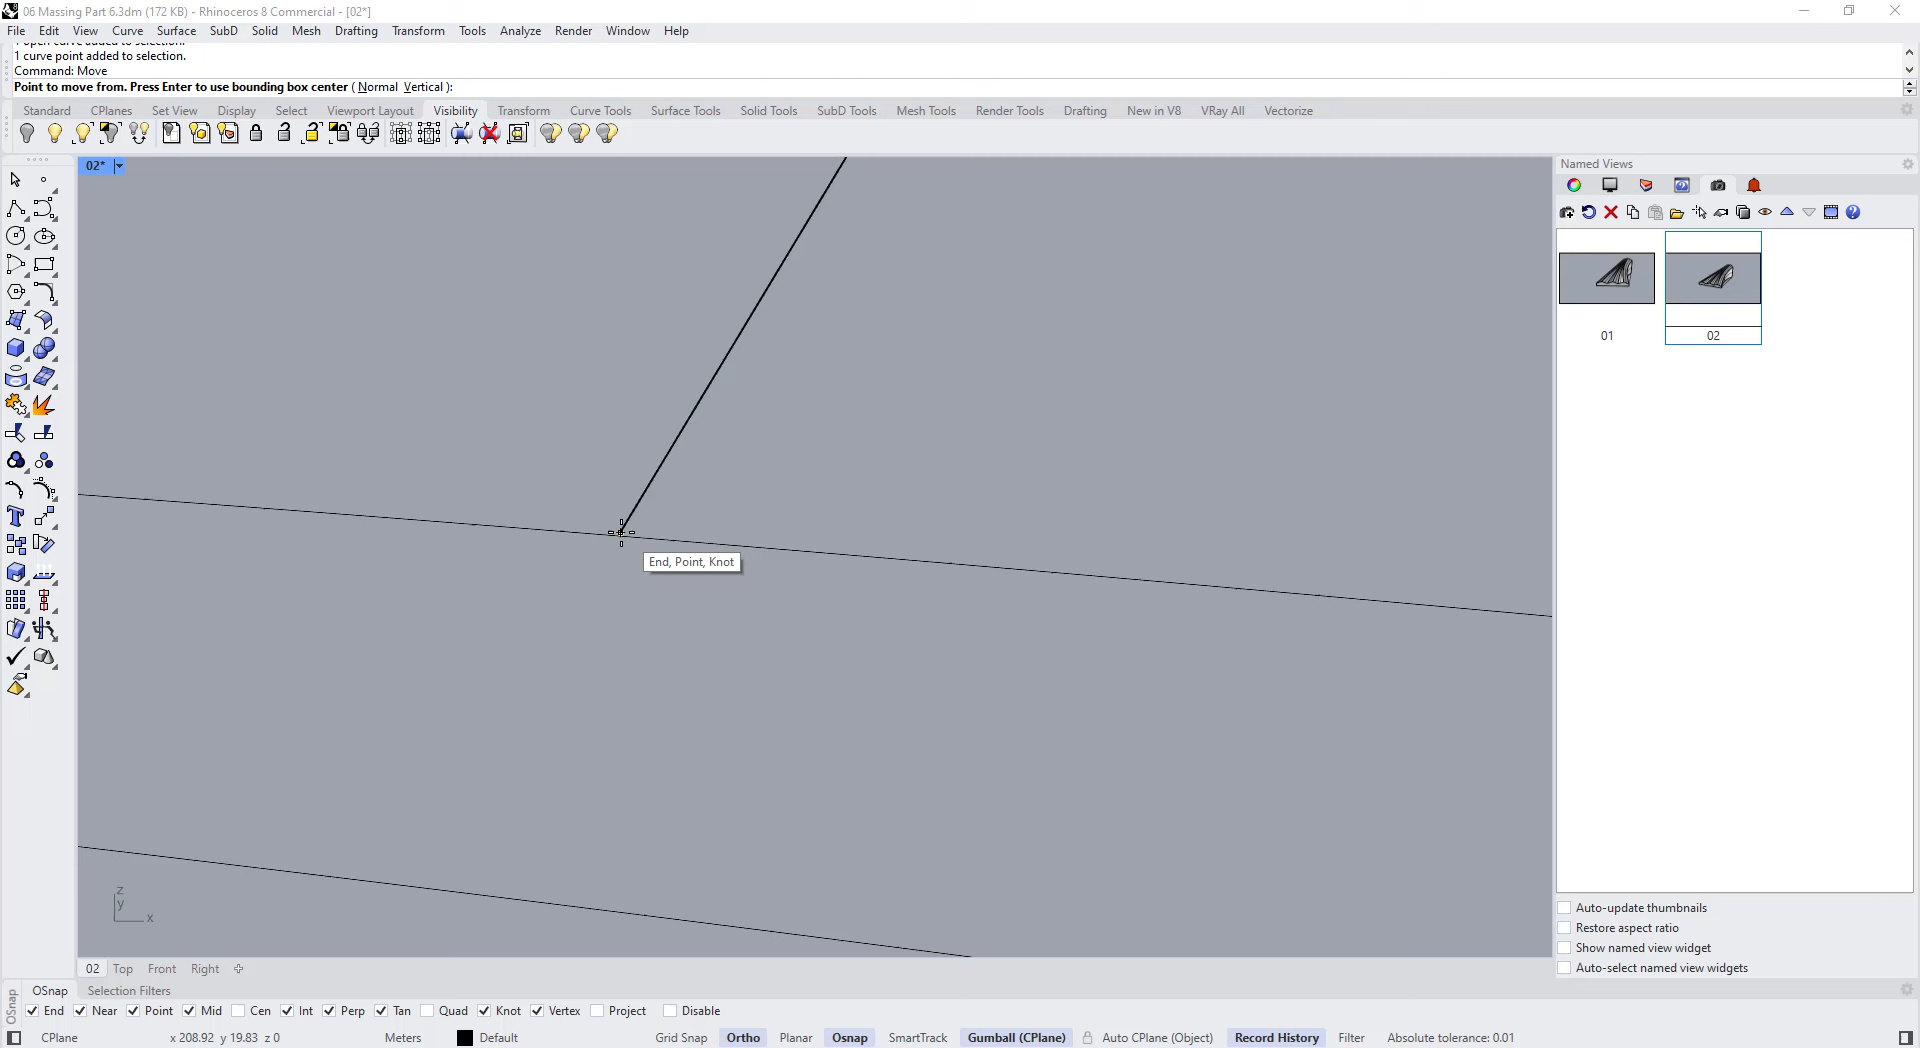 06 Massing Part 6.3dm (172 KB) - Rhinoceros 8 Commercial - [02*]
File Edit View Curve Surface SubD Solid Mesh Drafting Transform Tools Analyze Render Window Help
1 open curve added to selection.
1 curve point added to selection.
Command: Move
Point to move from. Press Enter to use bounding box center ( Normal Vertical ):
Standard CPlanes Set View Display Select Viewport Layout Visibility Transform Curve Tools Surface Tools Solid Tools SubD Tools Mesh Tools Render Tools Drafting New in V8 VRay All Vectorize
02*
Named Views
01 02
End, Point, Knot
z
y
x
Auto-update thumbnails
Restore aspect ratio
Show named view widget
Auto-select named view widgets
02 Top Front Right
OSnap Selection Filters
OSnap
End Near Point Mid Cen Int Perp Tan Quad Knot Vertex Project Disable
CPlane x 208.92 y 19.83 z 0 Meters Default Grid Snap Ortho Planar Osnap SmartTrack Gumball (CPlane) Auto CPlane (Object) Record History Filter Absolute tolerance: 0.01